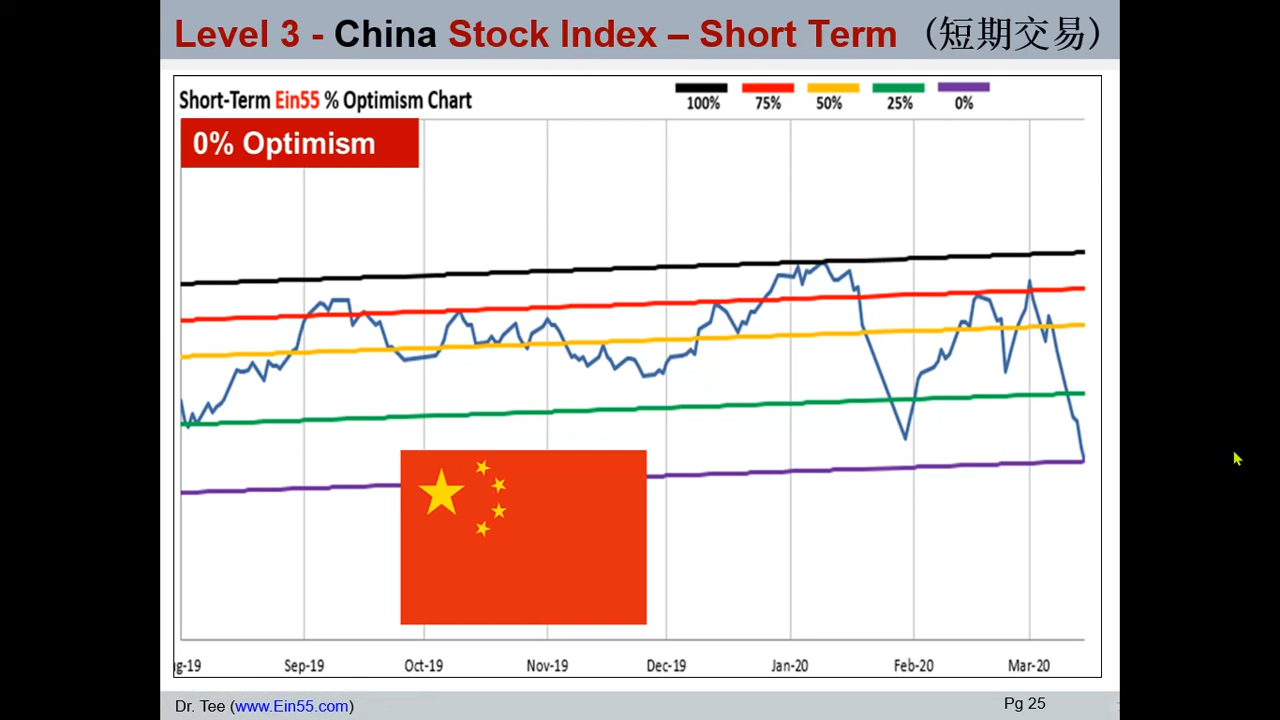 Level 3 - China Stock Index – Short Term (短期交易)
Short-Term Ein55 % Optimism Chart
100% 75% 50% 25% 0%
0% Optimism
g-19 Sep-19 Oct-19 Nov-19 Dec-19 Jan-20 Feb-20 Mar-20
Dr. Tee (www.Ein55.com) Pg 25